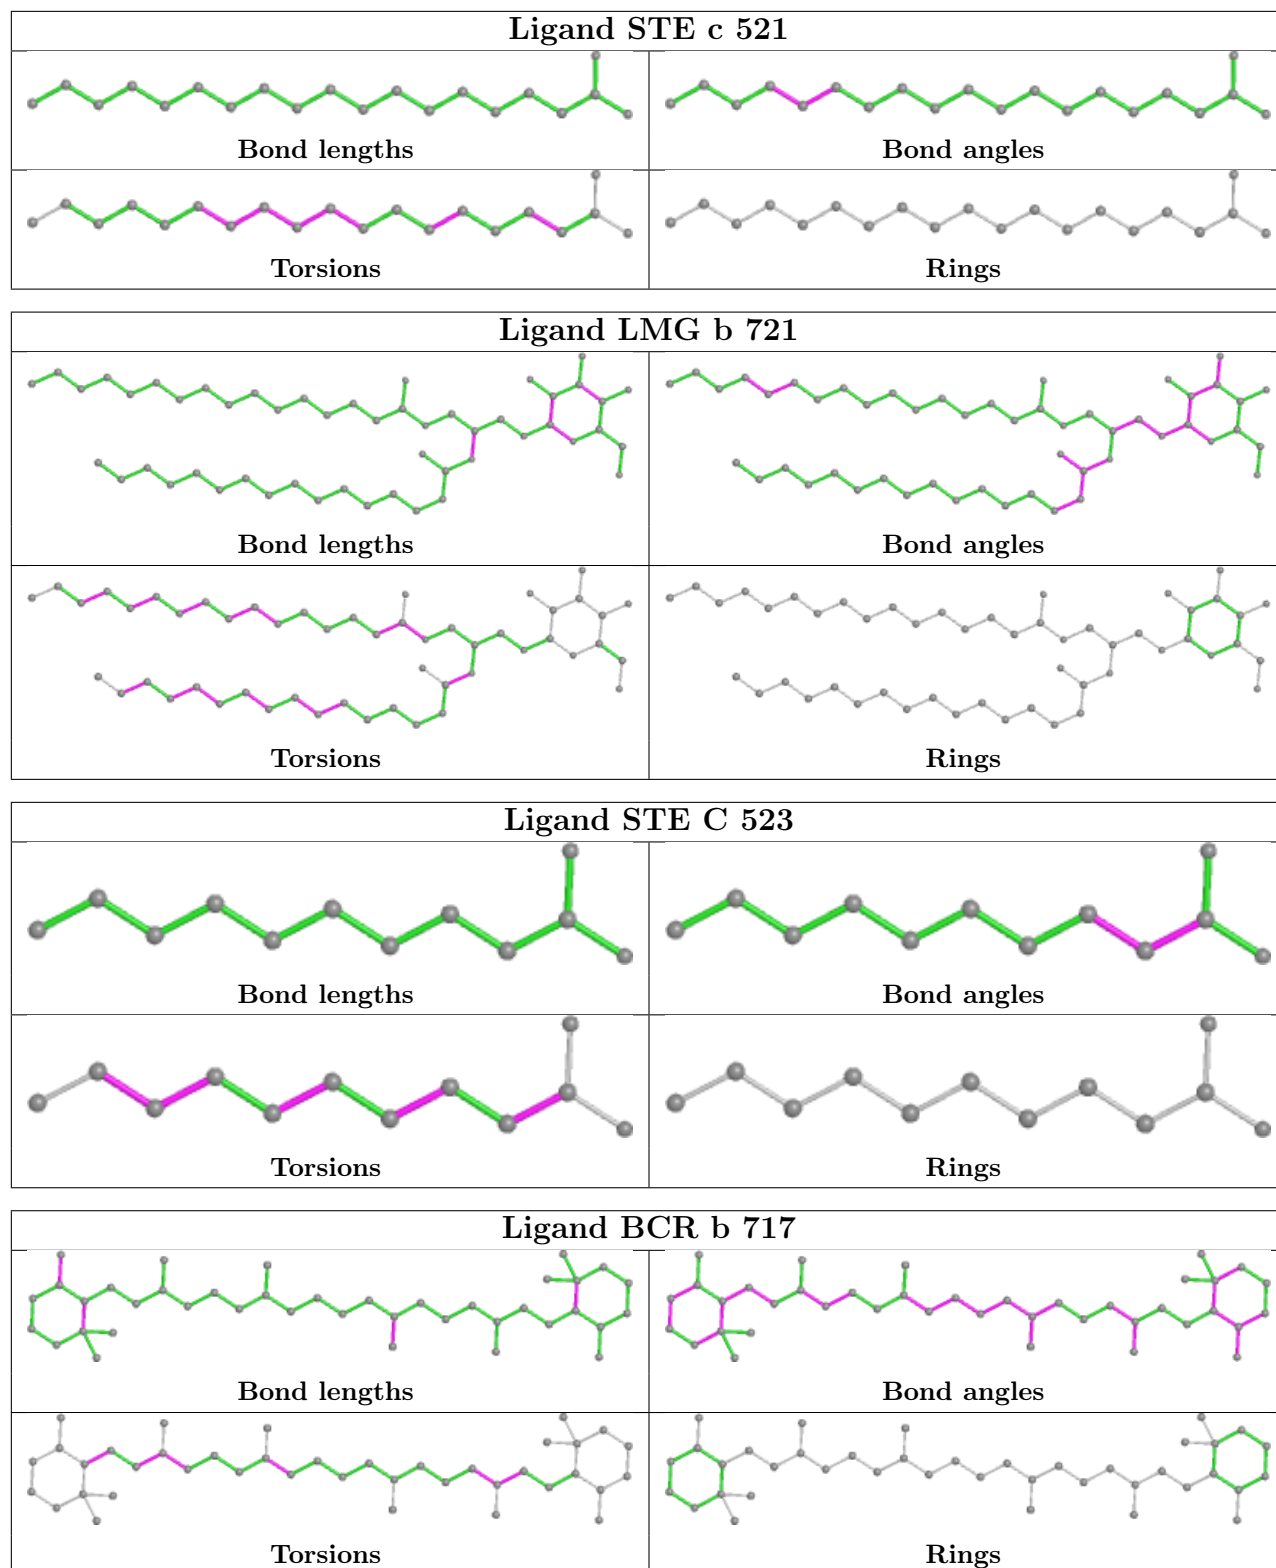 Ligand STE c 521
Bond lengths
Bond angles
Torsions
Rings
Ligand LMG b 721
Bond lengths
Bond angles
Torsions
Rings
Ligand STE C 523
Bond lengths
Bond angles
Torsions
Rings
Ligand BCR b 717
Bond lengths
Bond angles
Torsions
Rings